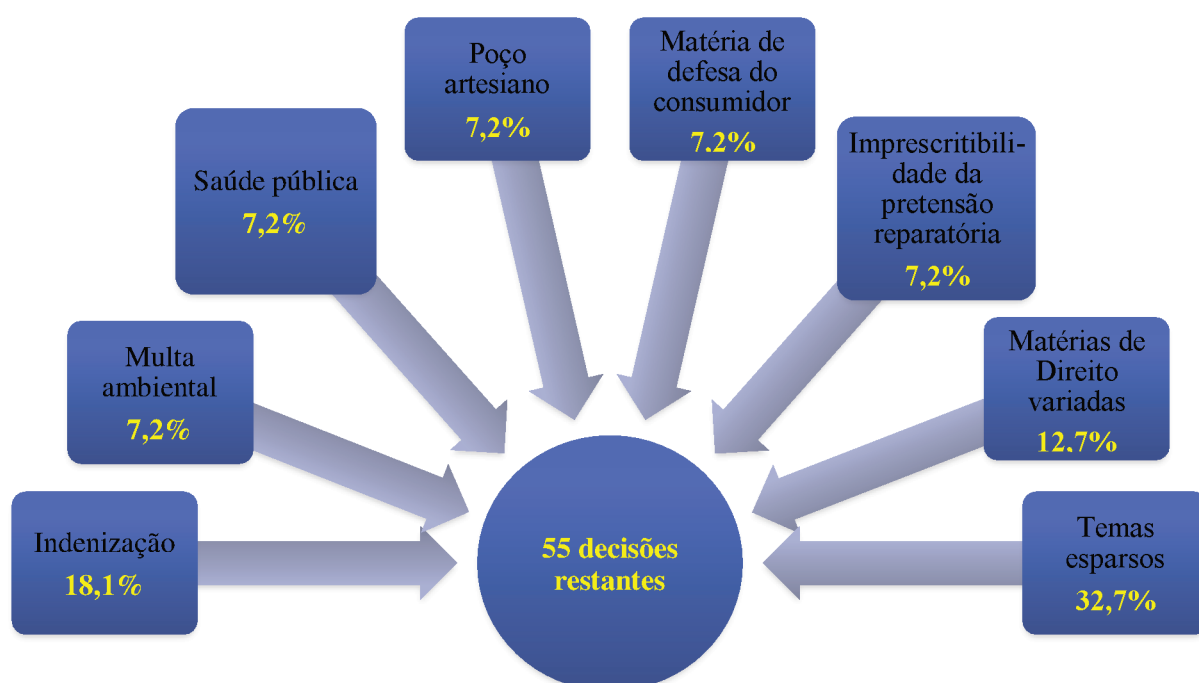 Poço
artesiano
7,2%
Matéria de
defesa do
consumidor
7,2%
Saúde pública
7,2%
Imprescritibili-
dade da
pretensão
reparatória
7,2%
Multa
ambiental
7,2%
Matérias de
Direito
variadas
12,7%
Indenização
18,1%
55 decisões
restantes
Temas
esparsos
32,7%